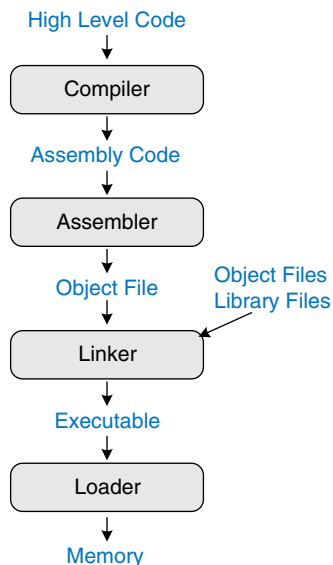 High Level Code
Compiler
Assembly Code
Assembler
Object File
Object Files
Library Files
Linker
Executable
Loader
Memory